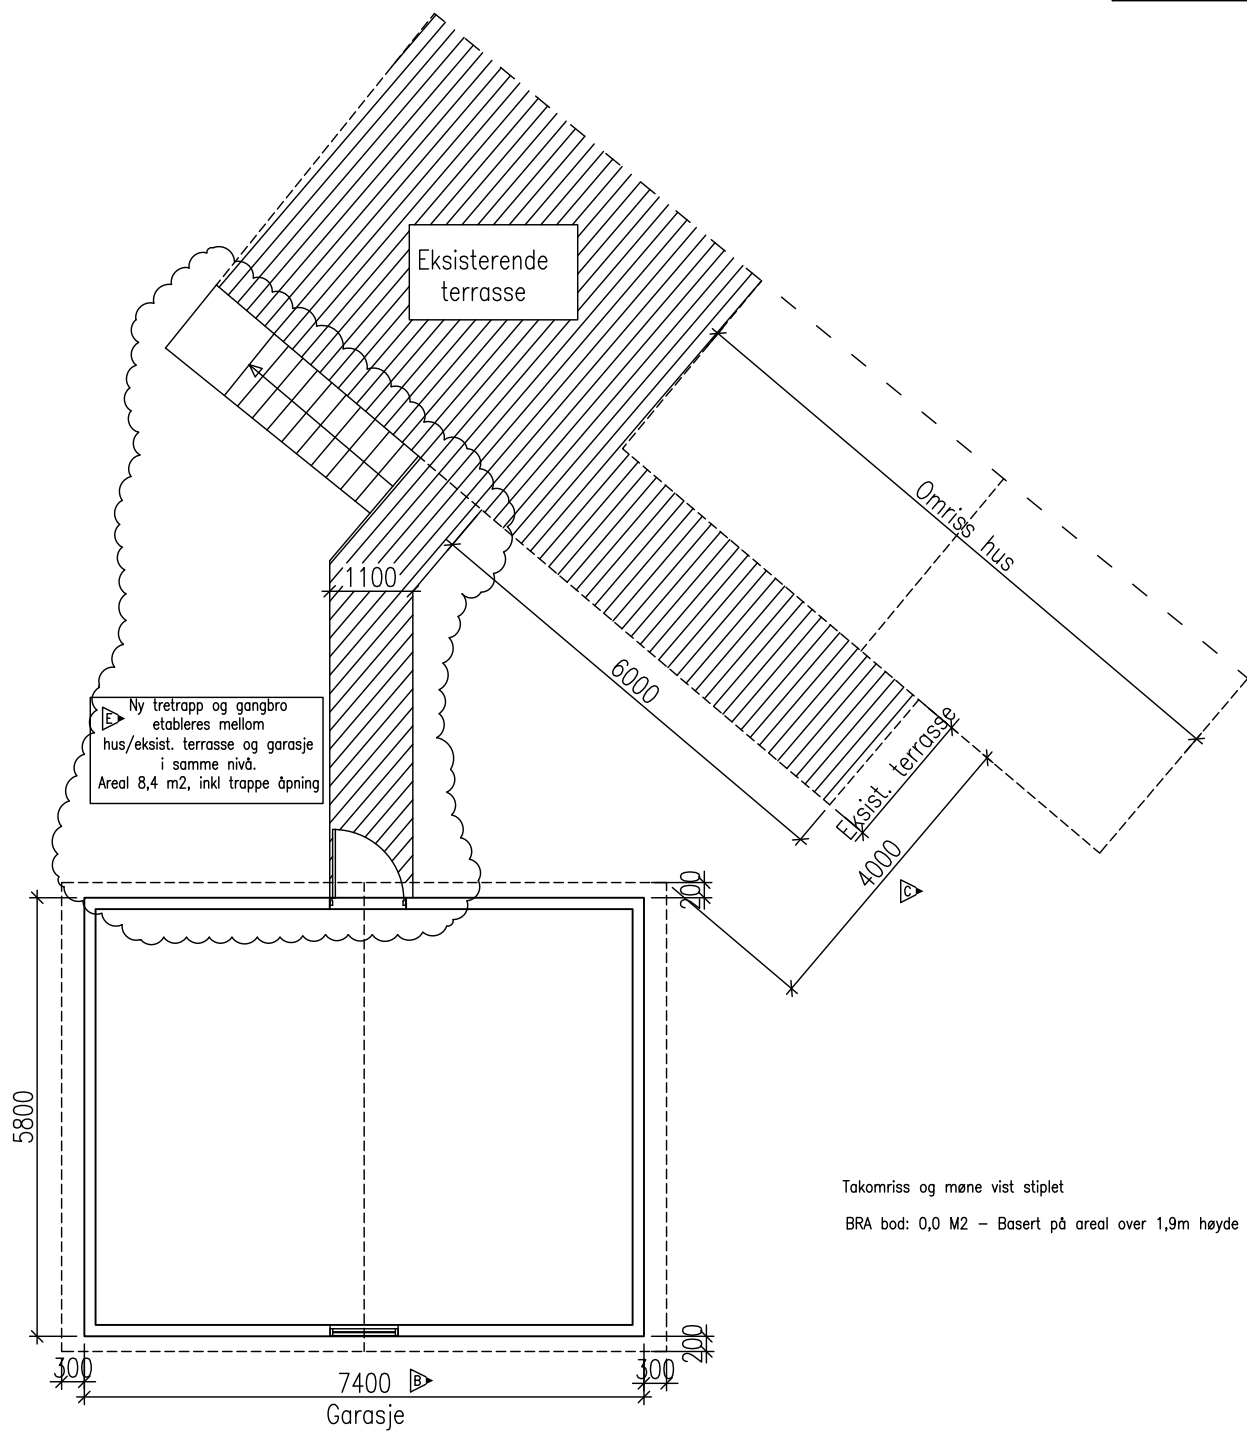 Eksisterende
terrasse
Omriss hus
1100
6000
E
Ny tretrapp og gangbro
etableres mellom
hus/eksist. terrasse og garasje
i samme nivå.
Areal 8,4 m2, inkl trappe åpning
Eksist. terrasse
4000
C
200
5800
Takomriss og møne vist stiplet
BRA bod: 0,0 M2 – Basert på areal over 1,9m høyde
200
300
7400
B
300
Garasje